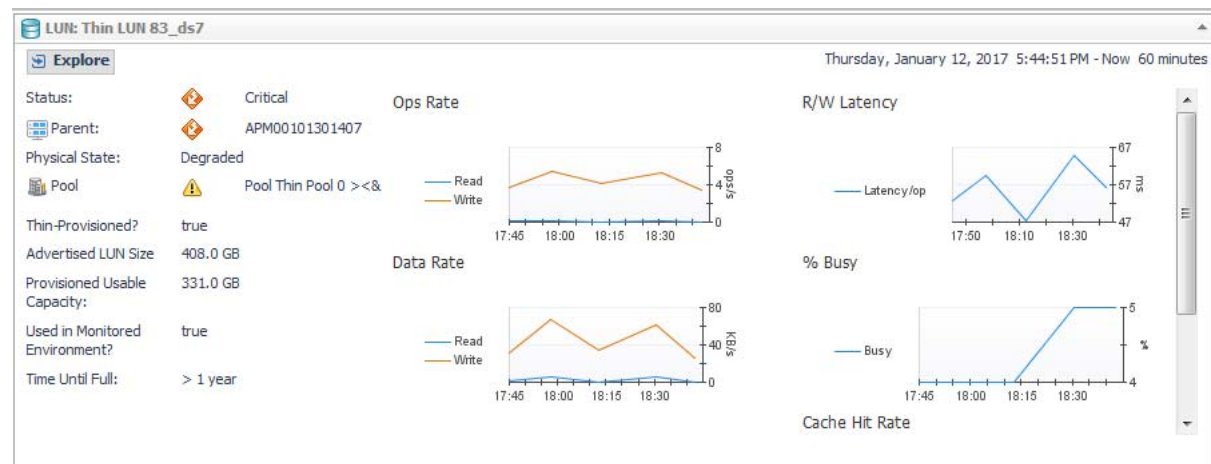 LUN: Thin LUN 83_ds7
Explore
Thursday, January 12, 2017 5:44:51 PM - Now 60 minutes
Status: Critical
Parent: APM00101301407
Physical State: Degraded
Pool Pool Thin Pool 0 ><&
Thin-Provisioned? true
Advertised LUN Size 408.0 GB
Provisioned Usable Capacity: 331.0 GB
Used in Monitored Environment? true
Time Until Full: > 1 year
Ops Rate
Read
Write
8
4
0
ops/s
17:45 18:00 18:15 18:30
Data Rate
Read
Write
80
40
0
KB/s
17:45 18:00 18:15 18:30
R/W Latency
Latency/op
67
57
47
ms
17:50 18:10 18:30
% Busy
Busy
5
4
%
17:45 18:00 18:15 18:30
Cache Hit Rate